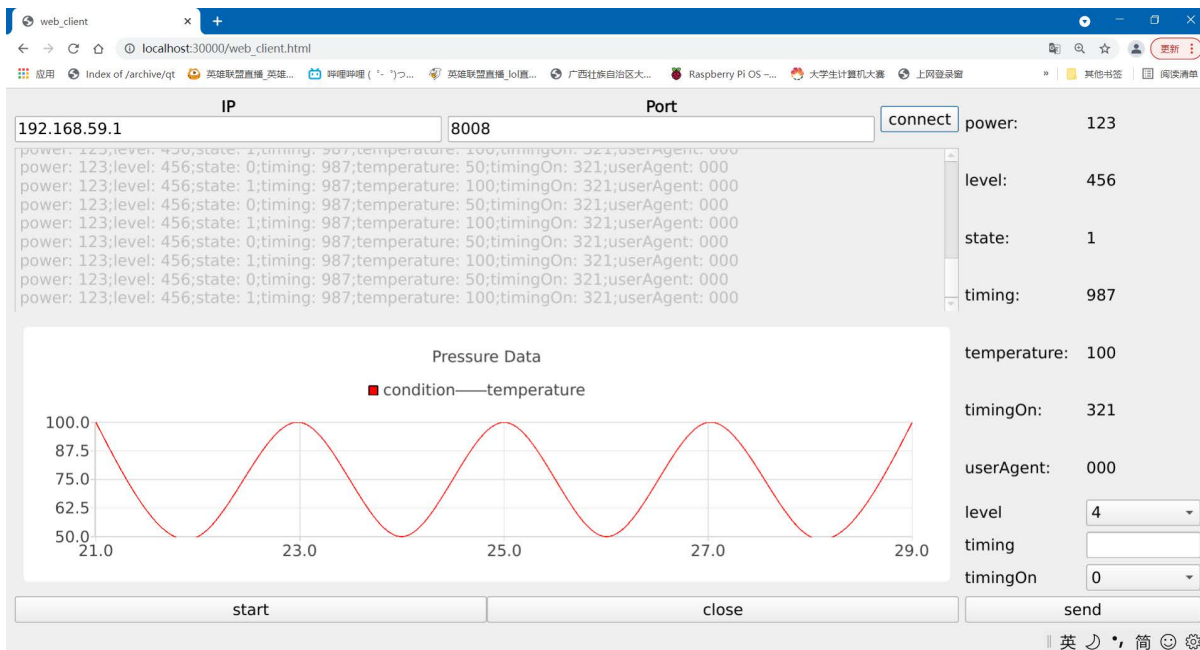 web_client
localhost:30000/web_client.html
更新
应用 Index of /archive/qt 英雄联盟直播_英雄... 哔哩哔哩 ( ゜- ゜)つ... 英雄联盟直播_lol直... 广西壮族自治区大... Raspberry Pi OS –... 大学生计算机大赛 上网登录窗 » 其他书签 阅读清单
IP Port
192.168.59.1 8008 connect
power: 123;level: 456;state: 1;timing: 987;temperature: 100;timingOn: 321;userAgent: 000
power: 123;level: 456;state: 0;timing: 987;temperature: 50;timingOn: 321;userAgent: 000
power: 123;level: 456;state: 1;timing: 987;temperature: 100;timingOn: 321;userAgent: 000
power: 123;level: 456;state: 0;timing: 987;temperature: 50;timingOn: 321;userAgent: 000
power: 123;level: 456;state: 1;timing: 987;temperature: 100;timingOn: 321;userAgent: 000
power: 123;level: 456;state: 0;timing: 987;temperature: 50;timingOn: 321;userAgent: 000
power: 123;level: 456;state: 1;timing: 987;temperature: 100;timingOn: 321;userAgent: 000
power: 123;level: 456;state: 0;timing: 987;temperature: 50;timingOn: 321;userAgent: 000
power: 123;level: 456;state: 1;timing: 987;temperature: 100;timingOn: 321;userAgent: 000
power: 123
level: 456
state: 1
timing: 987
temperature: 100
timingOn: 321
userAgent: 000
level 4
timing
timingOn 0
Pressure Data
condition——temperature
100.0
87.5
75.0
62.5
50.0
21.0 23.0 25.0 27.0 29.0
start close send
英 简